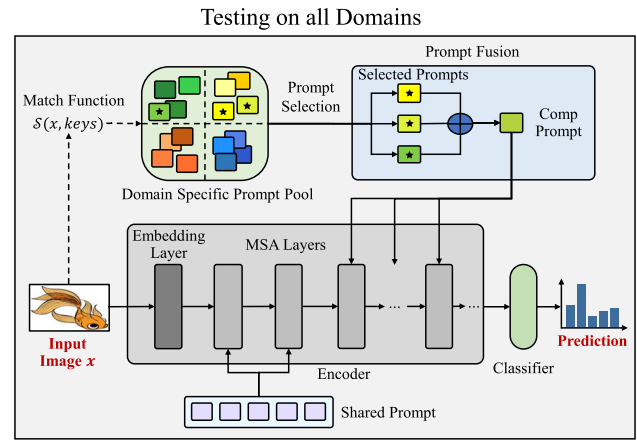 Testing on all Domains
Prompt Fusion
Match Function
𝒮(x, keys)
Prompt
Selection
Selected Prompts
Comp
Prompt
Domain Specific Prompt Pool
Embedding
Layer
MSA Layers
...
...
Input
Image x
Encoder
Classifier
Prediction
Shared Prompt